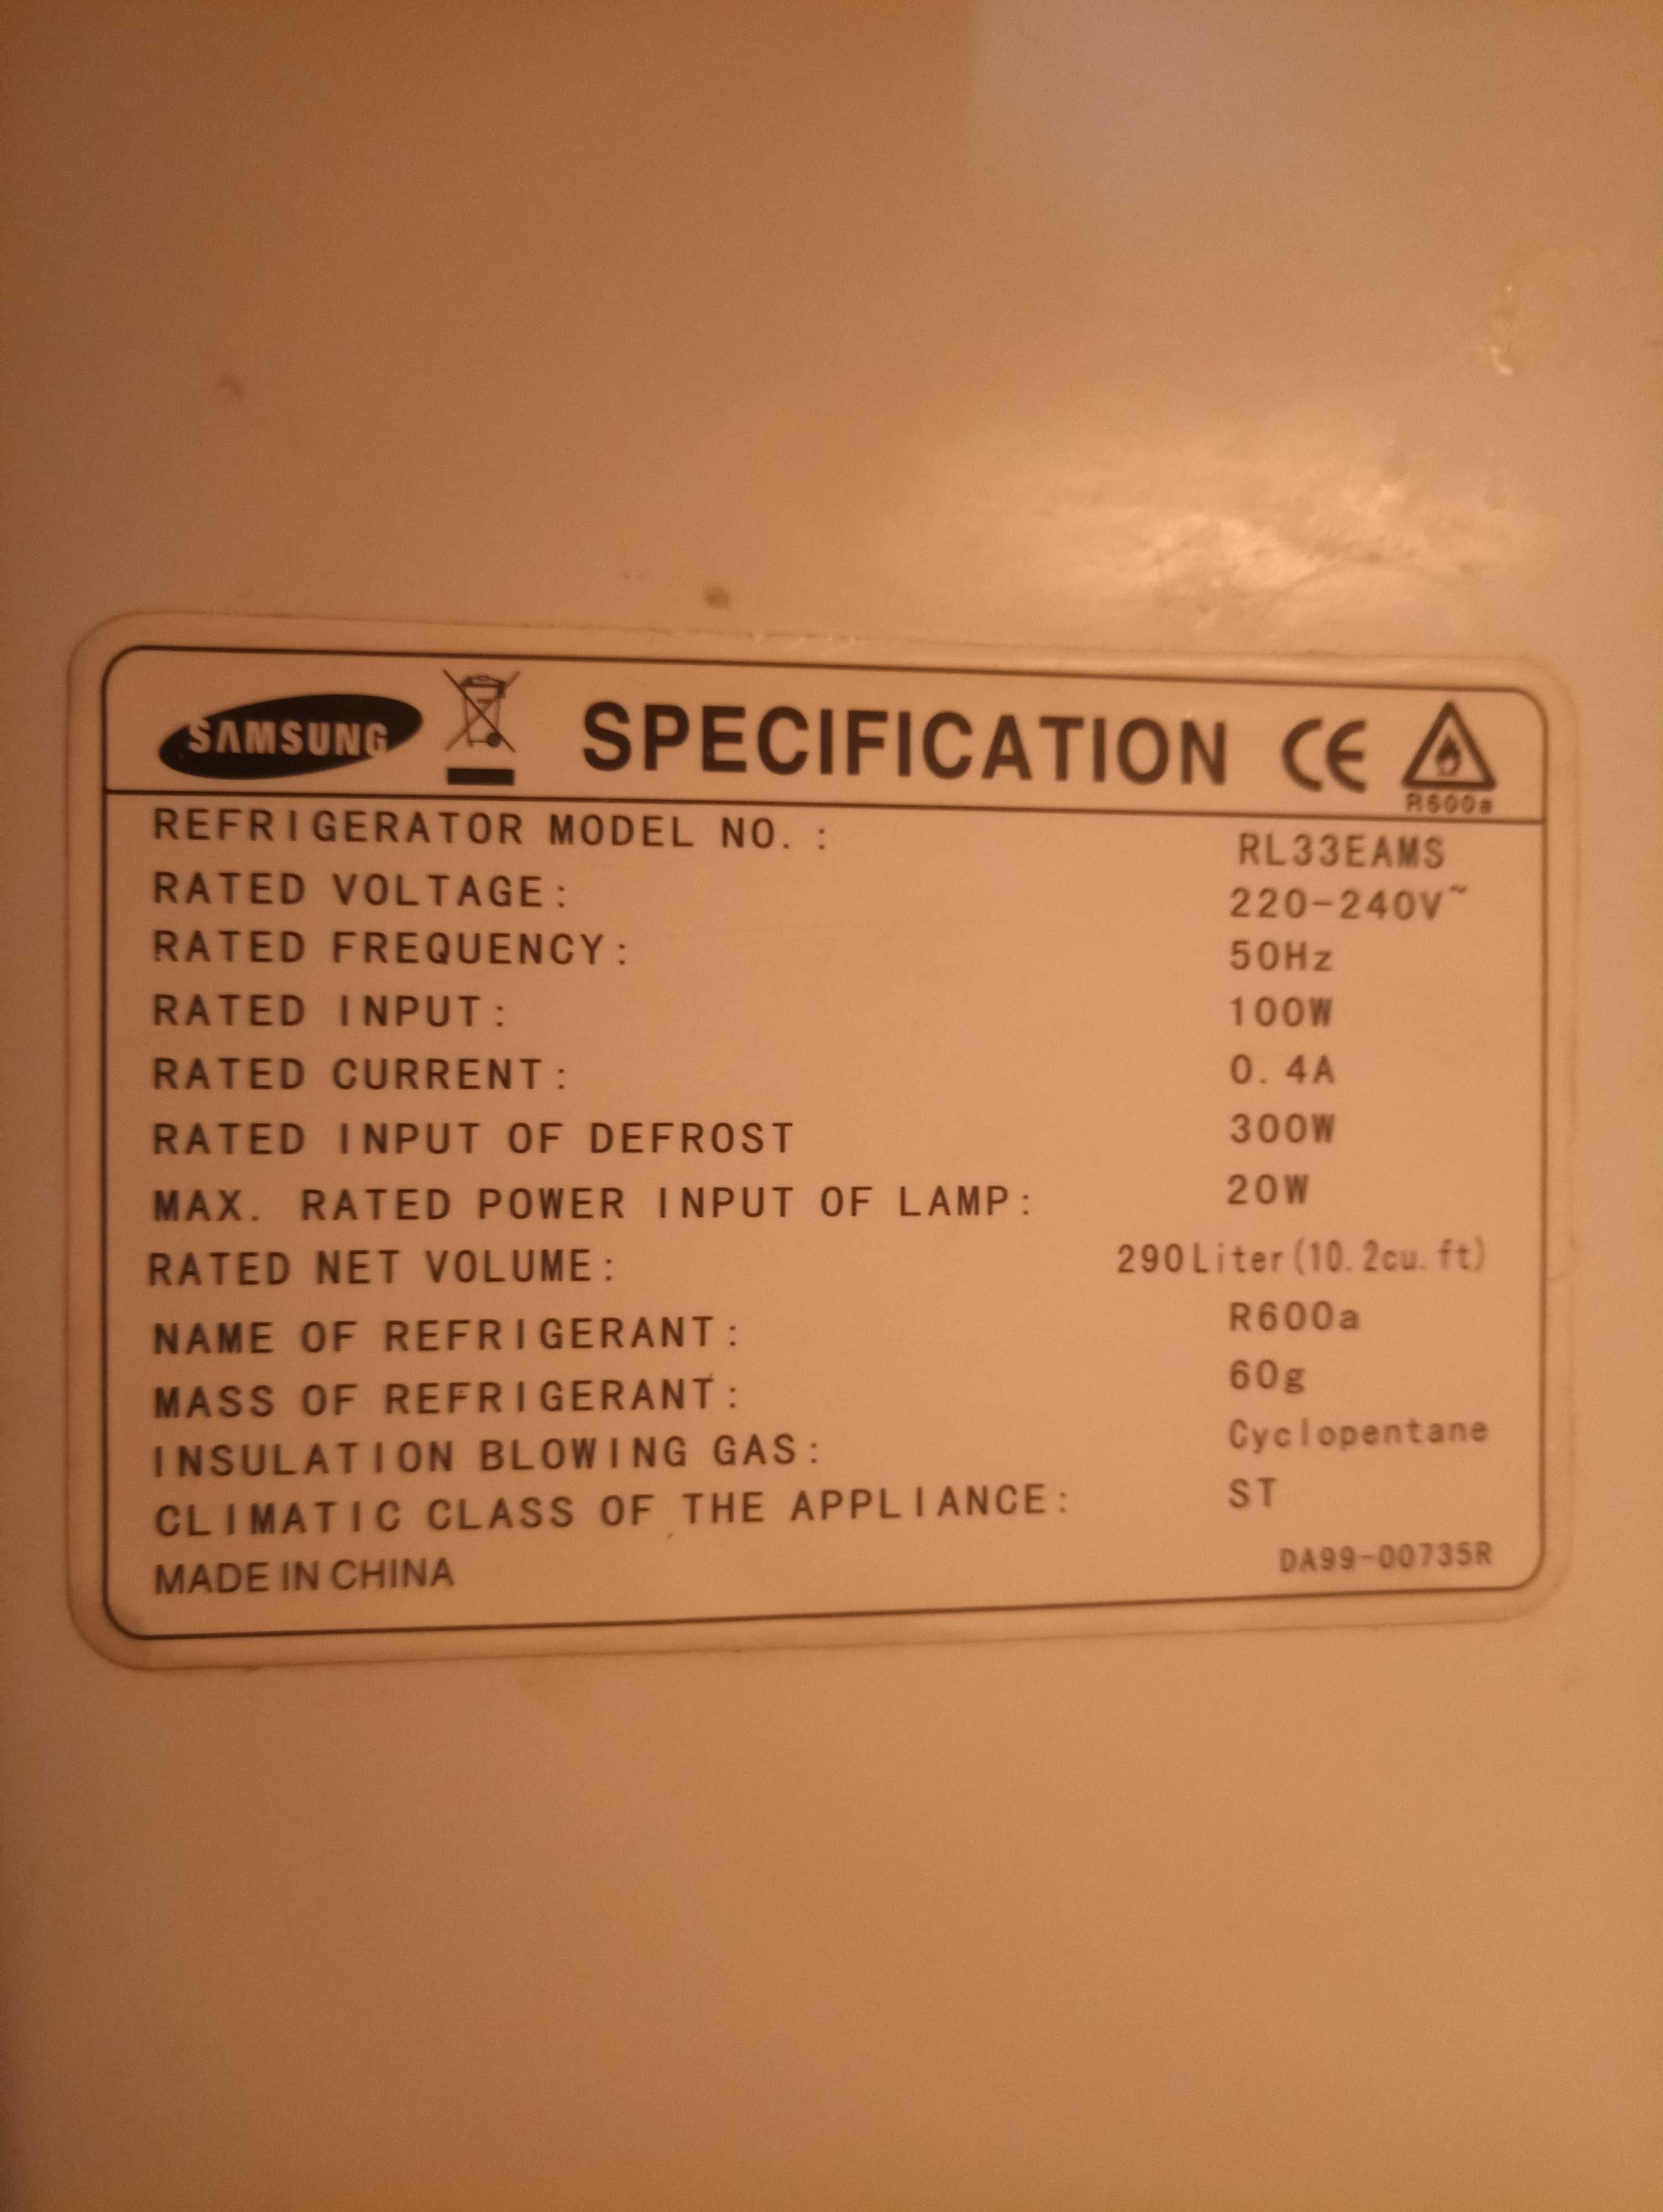 SAMSUNG SPECIFICATION CE R600a
REFRIGERATOR MODEL NO. : RL33EAMS
RATED VOLTAGE: 220-240V~
RATED FREQUENCY: 50Hz
RATED INPUT: 100W
RATED CURRENT: 0.4A
RATED INPUT OF DEFROST 300W
MAX. RATED POWER INPUT OF LAMP: 20W
RATED NET VOLUME: 290Liter(10.2cu.ft)
NAME OF REFRIGERANT: R600a
MASS OF REFRIGERANT: 60g
INSULATION BLOWING GAS: Cyclopentane
CLIMATIC CLASS OF THE APPLIANCE: ST
MADE IN CHINA DA99-00735R